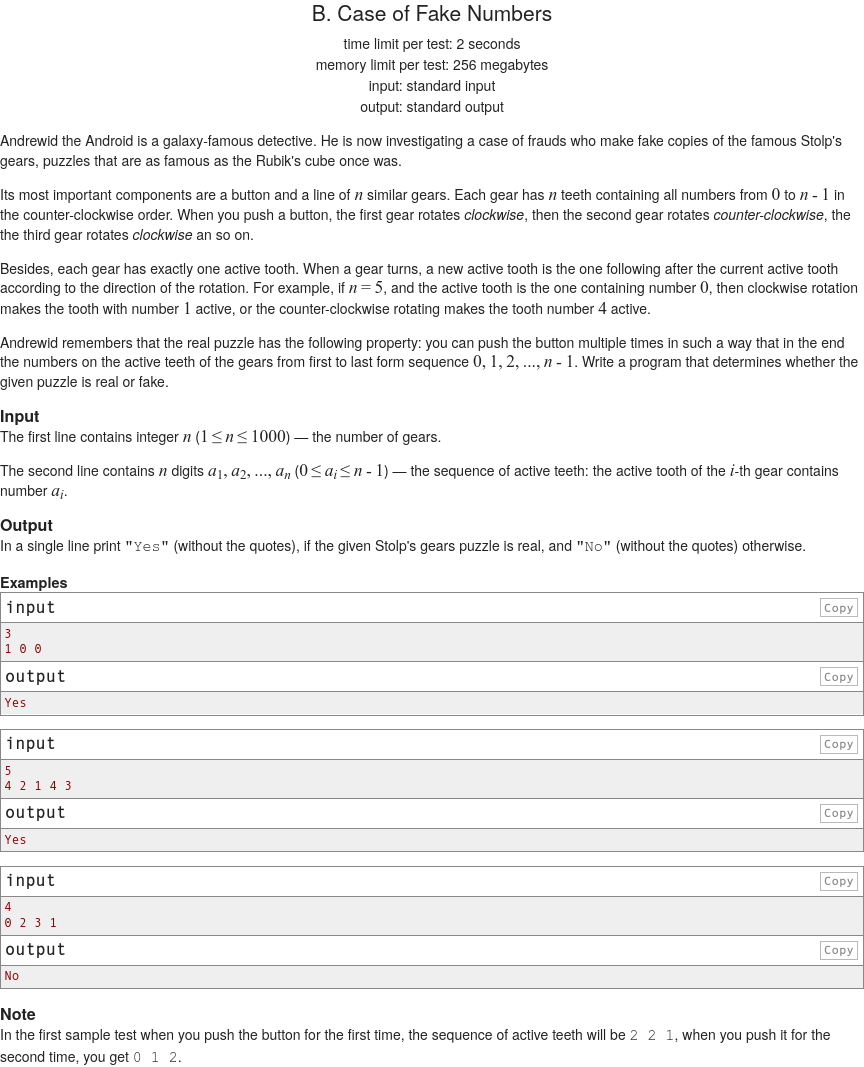 B. Case of Fake Numbers
time limit per test: 2 seconds
memory limit per test: 256 megabytes
input: standard input
output: standard output
Andrewid the Android is a galaxy-famous detective. He is now investigating a case of frauds who make fake copies of the famous Stolp's
gears, puzzles that are as famous as the Rubik's cube once was.
Its most important components are a button and a line of n similar gears. Each gear has n teeth containing all numbers from 0 to n - 1 in
the counter-clockwise order. When you push a button, the first gear rotates clockwise, then the second gear rotates counter-clockwise, the
the third gear rotates clockwise an so on.
Besides, each gear has exactly one active tooth. When a gear turns, a new active tooth is the one following after the current active tooth
according to the direction of the rotation. For example, if n = 5, and the active tooth is the one containing number 0, then clockwise rotation
makes the tooth with number 1 active, or the counter-clockwise rotating makes the tooth number 4 active.
Andrewid remembers that the real puzzle has the following property: you can push the button multiple times in such a way that in the end
the numbers on the active teeth of the gears from first to last form sequence 0, 1, 2, ..., n - 1. Write a program that determines whether the
given puzzle is real or fake.
Input
The first line contains integer n (1 ≤ n ≤ 1000) — the number of gears.
The second line contains n digits a1, a2, ..., an (0 ≤ ai ≤ n - 1) — the sequence of active teeth: the active tooth of the i-th gear contains
number ai.
Output
In a single line print "Yes" (without the quotes), if the given Stolp's gears puzzle is real, and "No" (without the quotes) otherwise.
Examples
input Copy
3
1 0 0
output Copy
Yes
input Copy
5
4 2 1 4 3
output Copy
Yes
input Copy
4
0 2 3 1
output Copy
No
Note
In the first sample test when you push the button for the first time, the sequence of active teeth will be 2 2 1, when you push it for the
second time, you get 0 1 2.